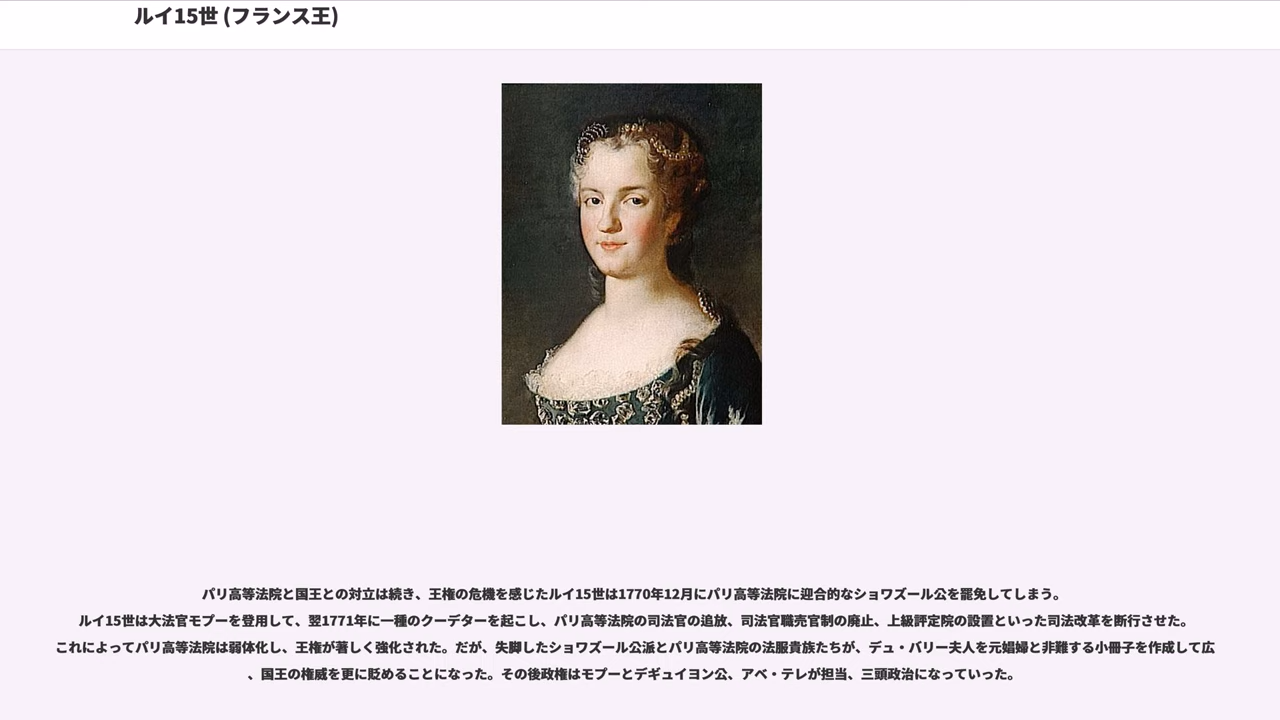 ルイ15世 (フランス王)
パリ高等法院と国王との対立は続き、王権の危機を感じたルイ15世は1770年12月にパリ高等法院に迎合的なショワズール公を罷免してしまう。
ルイ15世は大法官モプーを登用して、翌1771年に一種のクーデターを起こし、パリ高等法院の司法官の追放、司法官職売官制の廃止、上級評定院の設置といった司法改革を断行させた。
これによってパリ高等法院は弱体化し、王権が著しく強化された。だが、失脚したショワズール公派とパリ高等法院の法服貴族たちが、デュ・バリー夫人を元娼婦と非難する小冊子を作成して広
、国王の権威を更に貶めることになった。その後政権はモプーとデギュイヨン公、アベ・テレが担当、三頭政治になっていった。